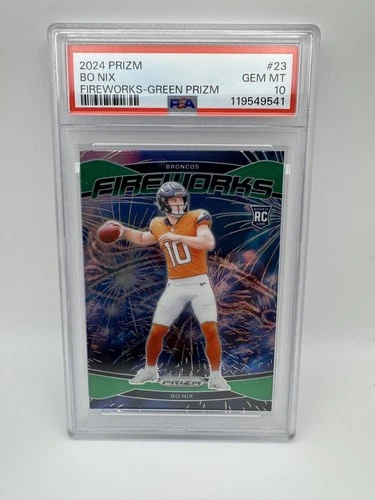 2024 PRIZM #23
BO NIX GEM MT
FIREWORKS-GREEN PRIZM 10
PSA 119549541
BRONCOS
FIREWORKS
RC
10
PRIZM
BO NIX